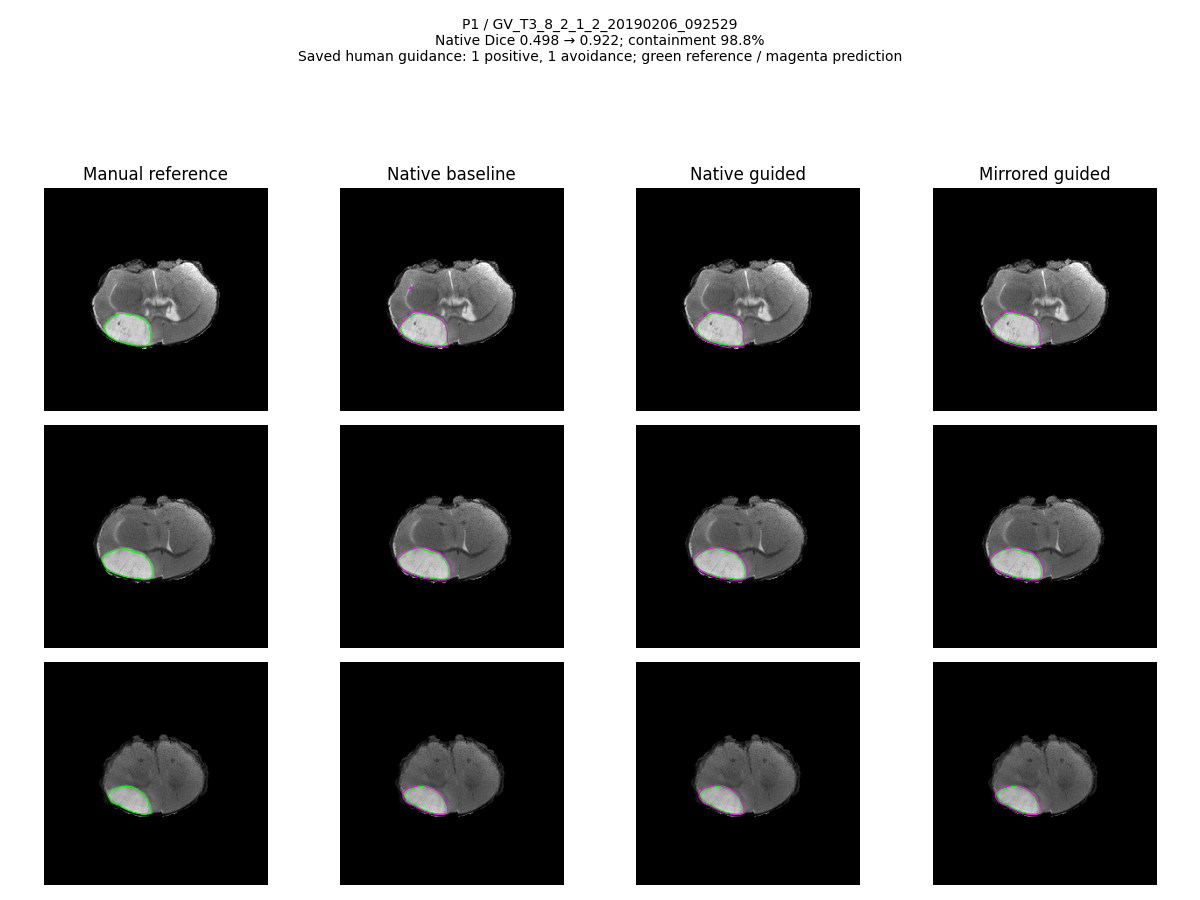 P1 / GV_T3_8_2_1_2_20190206_092529
Native Dice 0.498 → 0.922; containment 98.8%
Saved human guidance: 1 positive, 1 avoidance; green reference / magenta prediction
Manual reference
Native baseline
Native guided
Mirrored guided